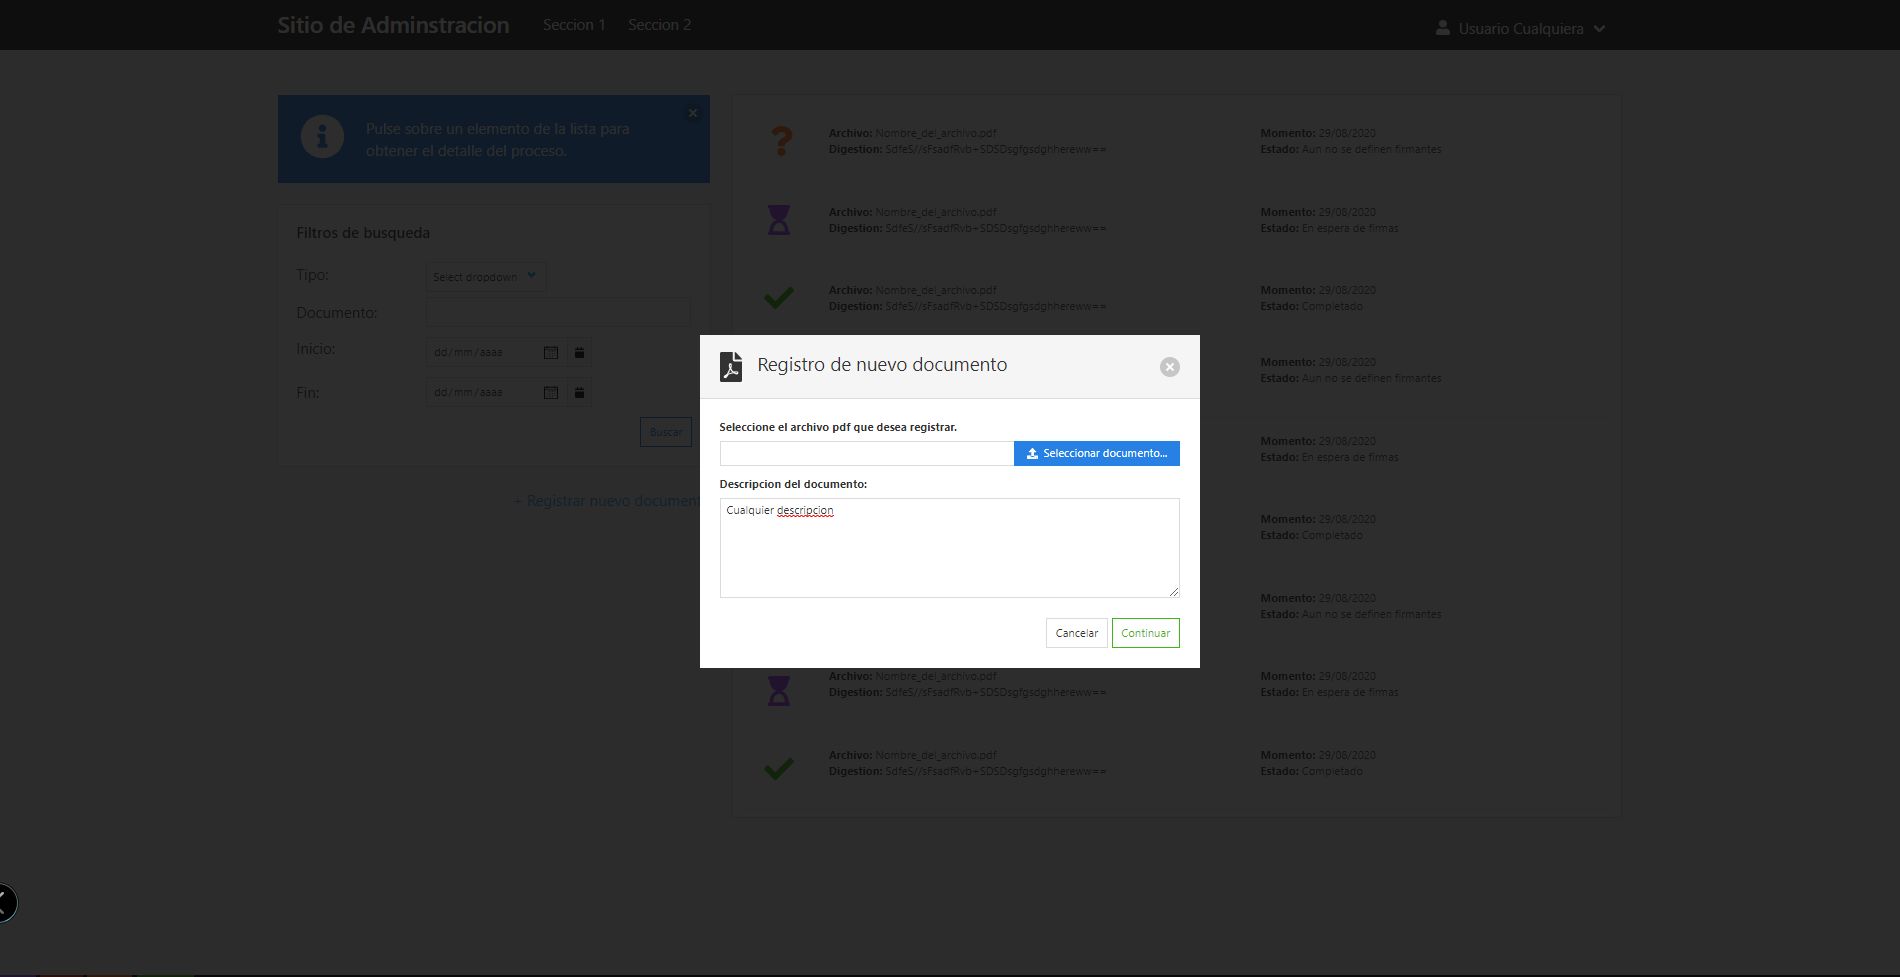 Sitio de Adminstracion Seccion 1 Seccion 2 Usuario Cualquiera
Pulse sobre un elemento de la lista para
obtener el detalle del proceso.
Filtros de busqueda
Tipo: Select dropdown
Documento:
Inicio: dd/mm/aaaa
Fin: dd/mm/aaaa
Buscar
+ Registrar nuevo document
Archivo: Nombre_del_archivo.pdf Momento: 29/08/2020
Digestion: SdfeS//sFsadfRvb+SDSDsgfgsdghhereww== Estado: Aun no se definen firmantes
Archivo: Nombre_del_archivo.pdf Momento: 29/08/2020
Digestion: SdfeS//sFsadfRvb+SDSDsgfgsdghhereww== Estado: En espera de firmas
Archivo: Nombre_del_archivo.pdf Momento: 29/08/2020
Digestion: SdfeS//sFsadfRvb+SDSDsgfgsdghhereww== Estado: Completado
Momento: 29/08/2020
Estado: Aun no se definen firmantes
Momento: 29/08/2020
Estado: En espera de firmas
Momento: 29/08/2020
Estado: Completado
Momento: 29/08/2020
Estado: Aun no se definen firmantes
Archivo: Nombre_del_archivo.pdf Momento: 29/08/2020
Digestion: SdfeS//sFsadfRvb+SDSDsgfgsdghhereww== Estado: En espera de firmas
Archivo: Nombre_del_archivo.pdf Momento: 29/08/2020
Digestion: SdfeS//sFsadfRvb+SDSDsgfgsdghhereww== Estado: Completado
Registro de nuevo documento
Seleccione el archivo pdf que desea registrar.
Seleccionar documento...
Descripcion del documento:
Cualquier descripcion
Cancelar Continuar